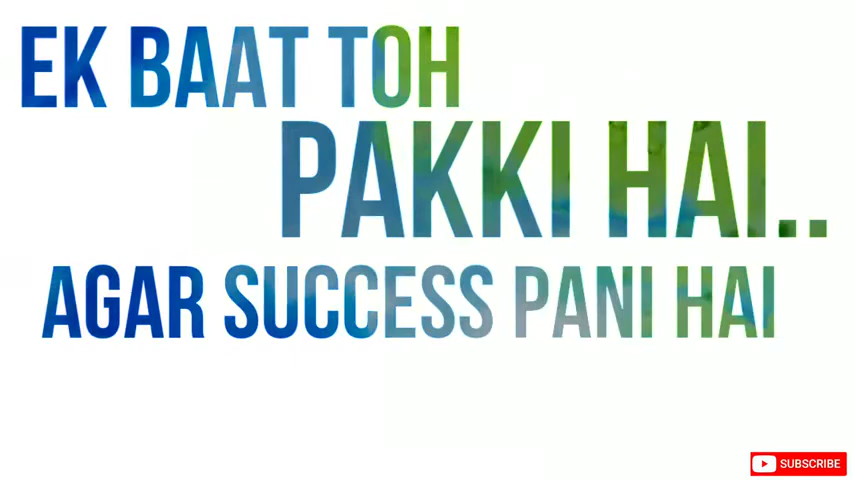 EK BAAT TOH
PAKKI HAI..
AGAR SUCCESS PANI HAI
SUBSCRIBE